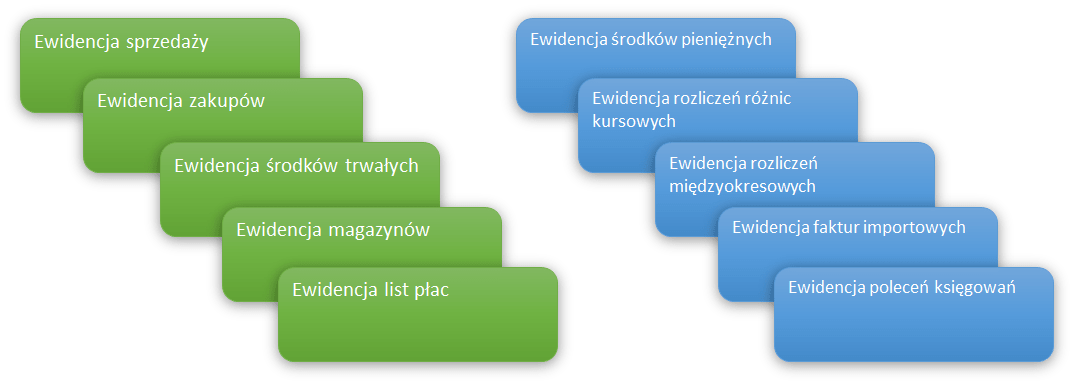 Ewidencja sprzedaży
Ewidencja zakupów
Ewidencja środków trwałych
Ewidencja magazynów
Ewidencja list płac
Ewidencja środków pieniężnych
Ewidencja rozliczeń różnic
kursowych
Ewidencja rozliczeń
międzyokresowych
Ewidencja faktur importowych
Ewidencja poleceń księgowań